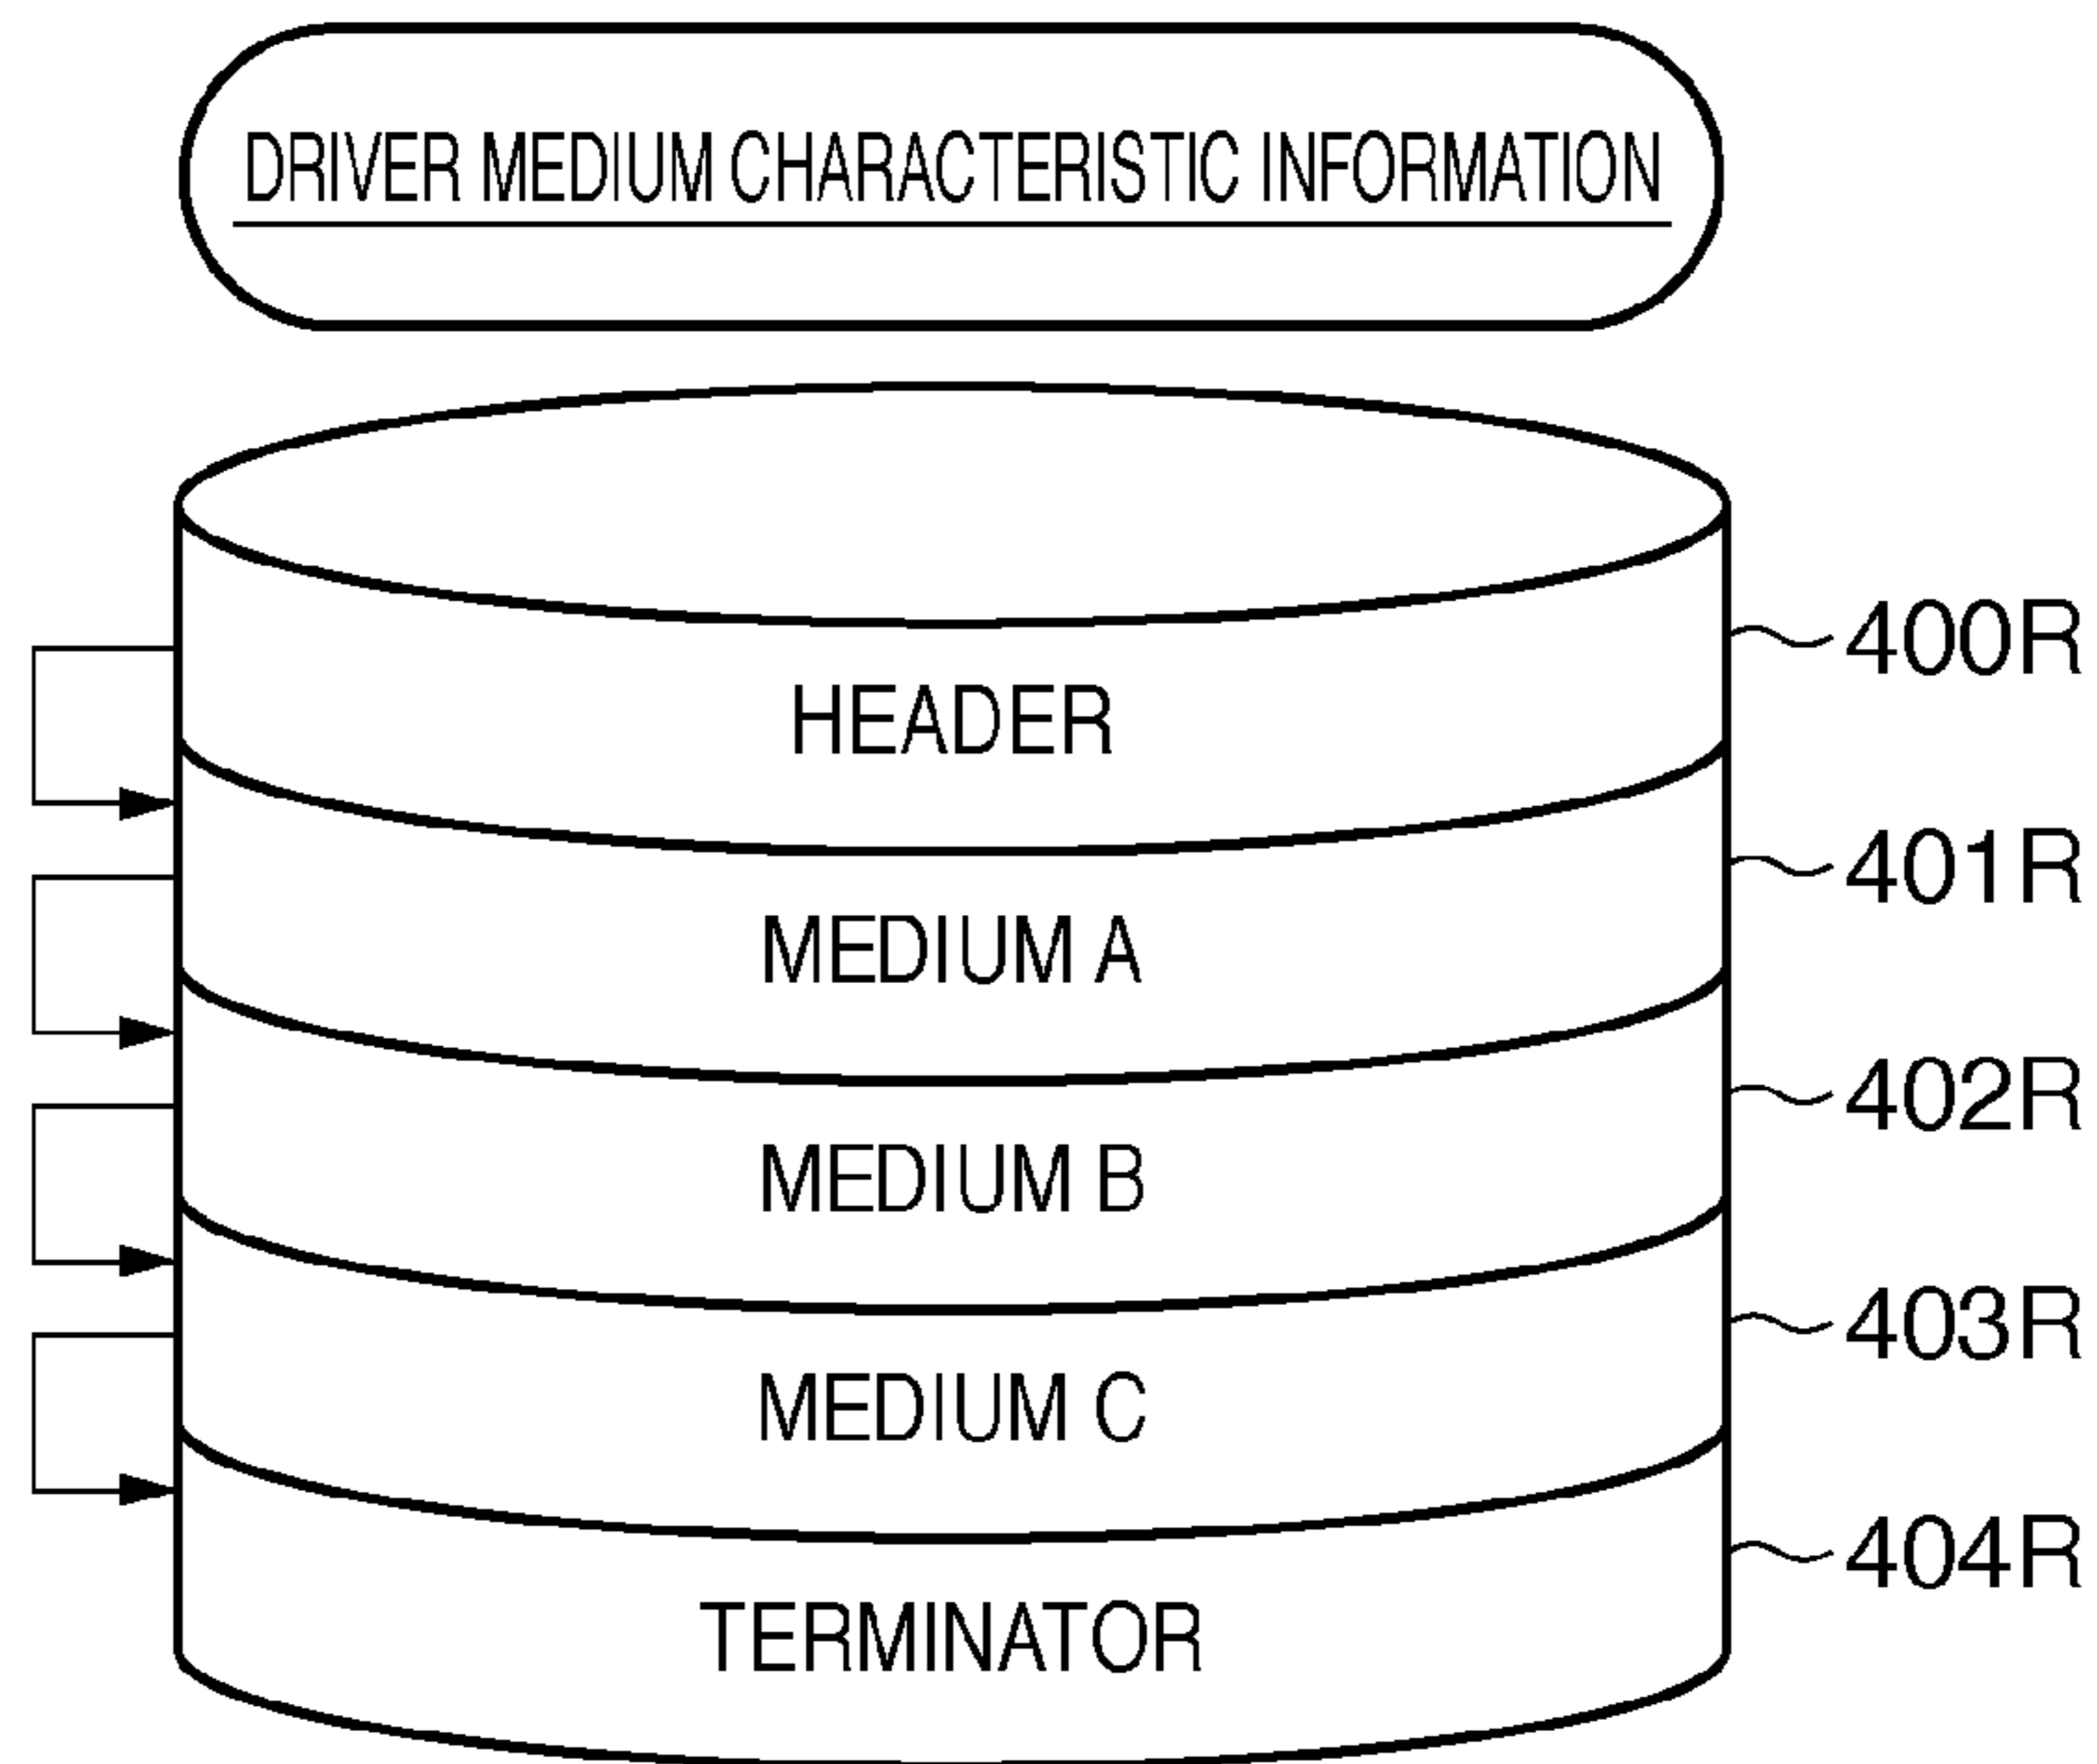 DRIVER MEDIUM CHARACTERISTIC INFORMATION
400R
HEADER
401R
MEDIUM A
402R
MEDIUM B
403R
MEDIUM C
404R
TERMINATOR